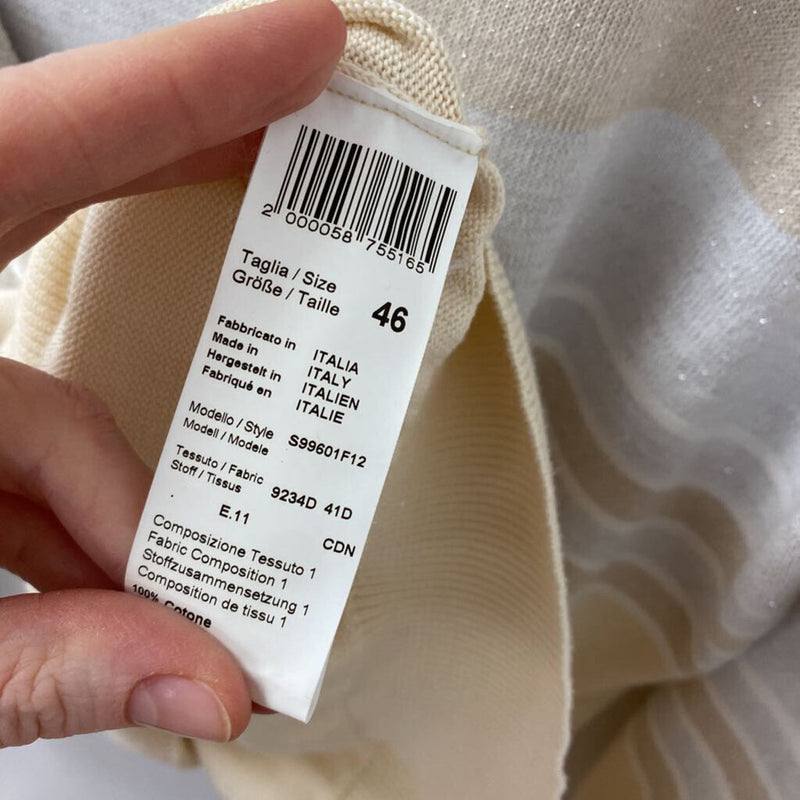 2 000058 755165
Taglia / Size
Größe / Taille 46
Fabbricato in ITALIA
Made in ITALY
Hergestelt in ITALIEN
Fabriqué en ITALIE
Modello / Style S99601F12
Modell / Modele
Tessuto / Fabric 9234D 41D
Stoff / Tissus
E.11 CDN
Composizione Tessuto 1
Fabric Composition 1
Stoffzusammensetzung 1
Composition de tissu 1
100% Cotone